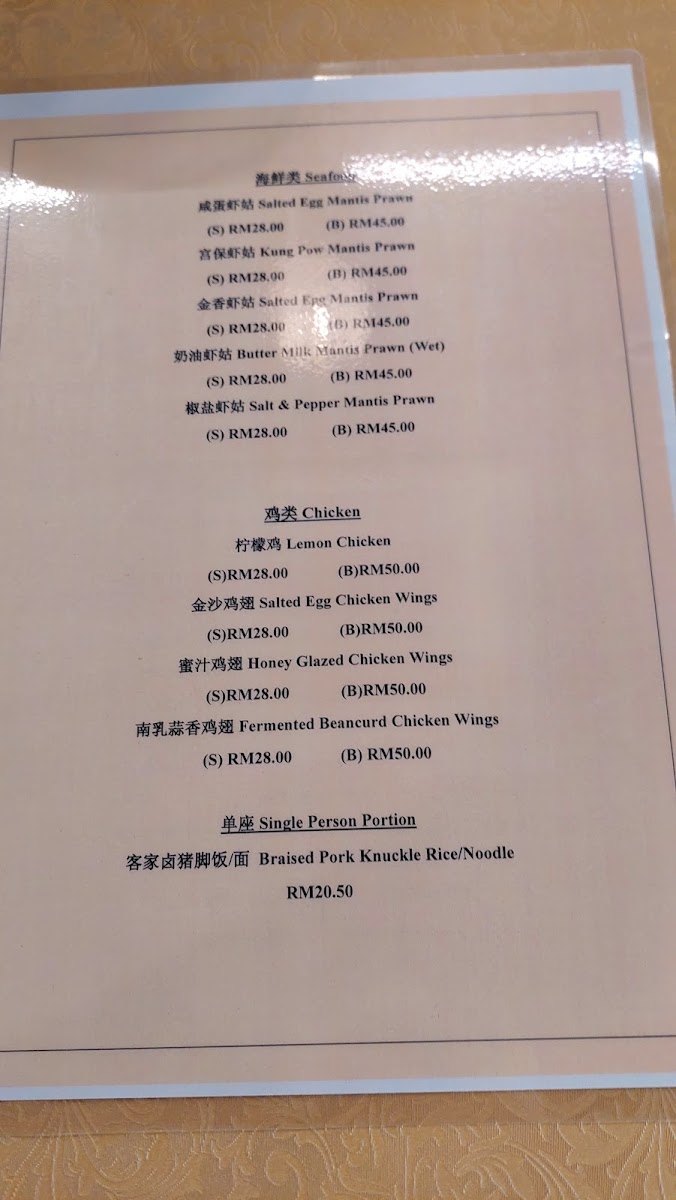 海鲜类 Seafood
咸蛋虾姑 Salted Egg Mantis Prawn
(S) RM28.00 (B) RM45.00
宫保虾姑 Kung Pow Mantis Prawn
(S) RM28.00 (B) RM45.00
金香虾姑 Salted Egg Mantis Prawn
(S) RM28.00 (B) RM45.00
奶油虾姑 Butter Milk Mantis Prawn (Wet)
(S) RM28.00 (B) RM45.00
椒盐虾姑 Salt & Pepper Mantis Prawn
(S) RM28.00 (B) RM45.00
鸡类 Chicken
柠檬鸡 Lemon Chicken
(S)RM28.00 (B)RM50.00
金沙鸡翅 Salted Egg Chicken Wings
(S)RM28.00 (B)RM50.00
蜜汁鸡翅 Honey Glazed Chicken Wings
(S)RM28.00 (B)RM50.00
南乳蒜香鸡翅 Fermented Beancurd Chicken Wings
(S) RM28.00 (B) RM50.00
单座 Single Person Portion
客家卤猪脚饭/面 Braised Pork Knuckle Rice/Noodle
RM20.50